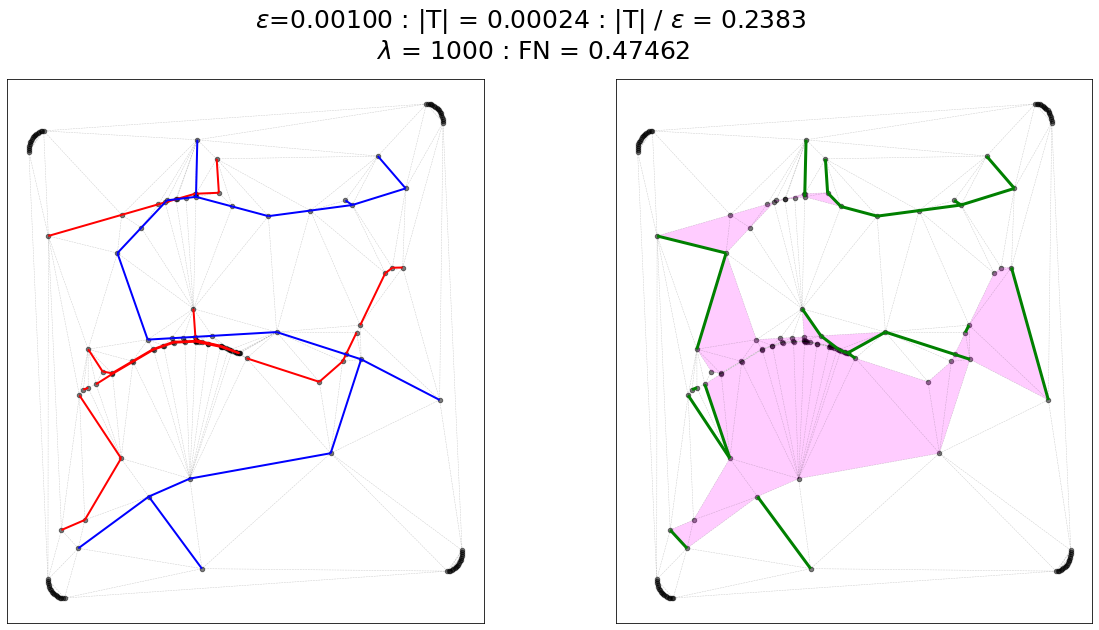 ε=0.00100 : |T| = 0.00024 : |T| / ε = 0.2383
λ = 1000 : FN = 0.47462